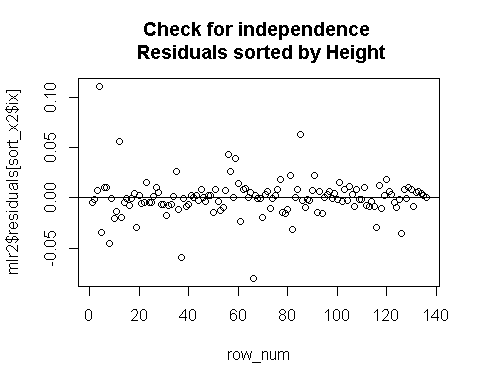 Check for independence
Residuals sorted by Height
mlr2$residuals[sort_x2$ix]
0.10
0.05
0.00
-0.05
0 20 40 60 80 100 120 140
row_num